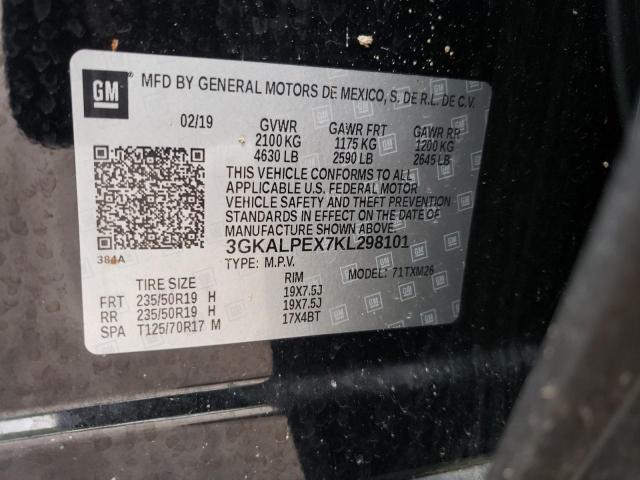 GM ® MFD BY GENERAL MOTORS DE MEXICO, S. DE R.L. DE C.V.
02/19 GVWR GAWR FRT GAWR RR
2100 KG 1175 KG 1200 KG
4630 LB 2590 LB 2645 LB
THIS VEHICLE CONFORMS TO ALL
APPLICABLE U.S. FEDERAL MOTOR
VEHICLE SAFETY AND THEFT PREVENTION
STANDARDS IN EFFECT ON THE DATE OF
MANUFACTURE SHOWN ABOVE.
384A 3GKALPEX7KL298101
TYPE: M.P.V. MODEL: 71TXM26
TIRE SIZE RIM
FRT 235/50R19 H 19X7.5J
RR 235/50R19 H 19X7.5J
SPA T125/70R17 M 17X4BT